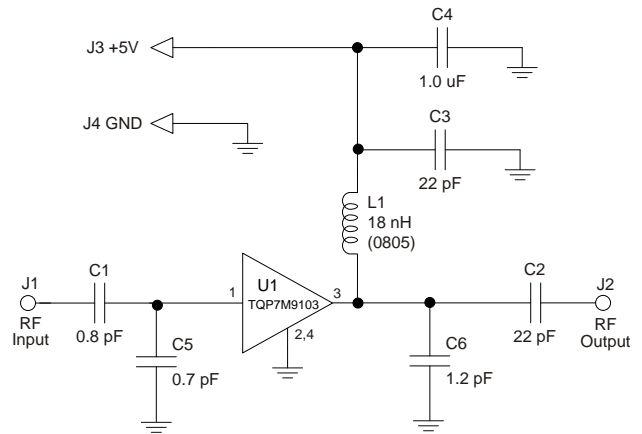 C4
J3 +5V
1.0 uF
C3
J4 GND
22 pF
L1
18 nH
(0805)
J1
C1
U1
C2
J2
1
TQP7M9103
3
RF
Input
0.8 pF
2,4
22 pF
RF
Output
C5
0.7 pF
C6
1.2 pF